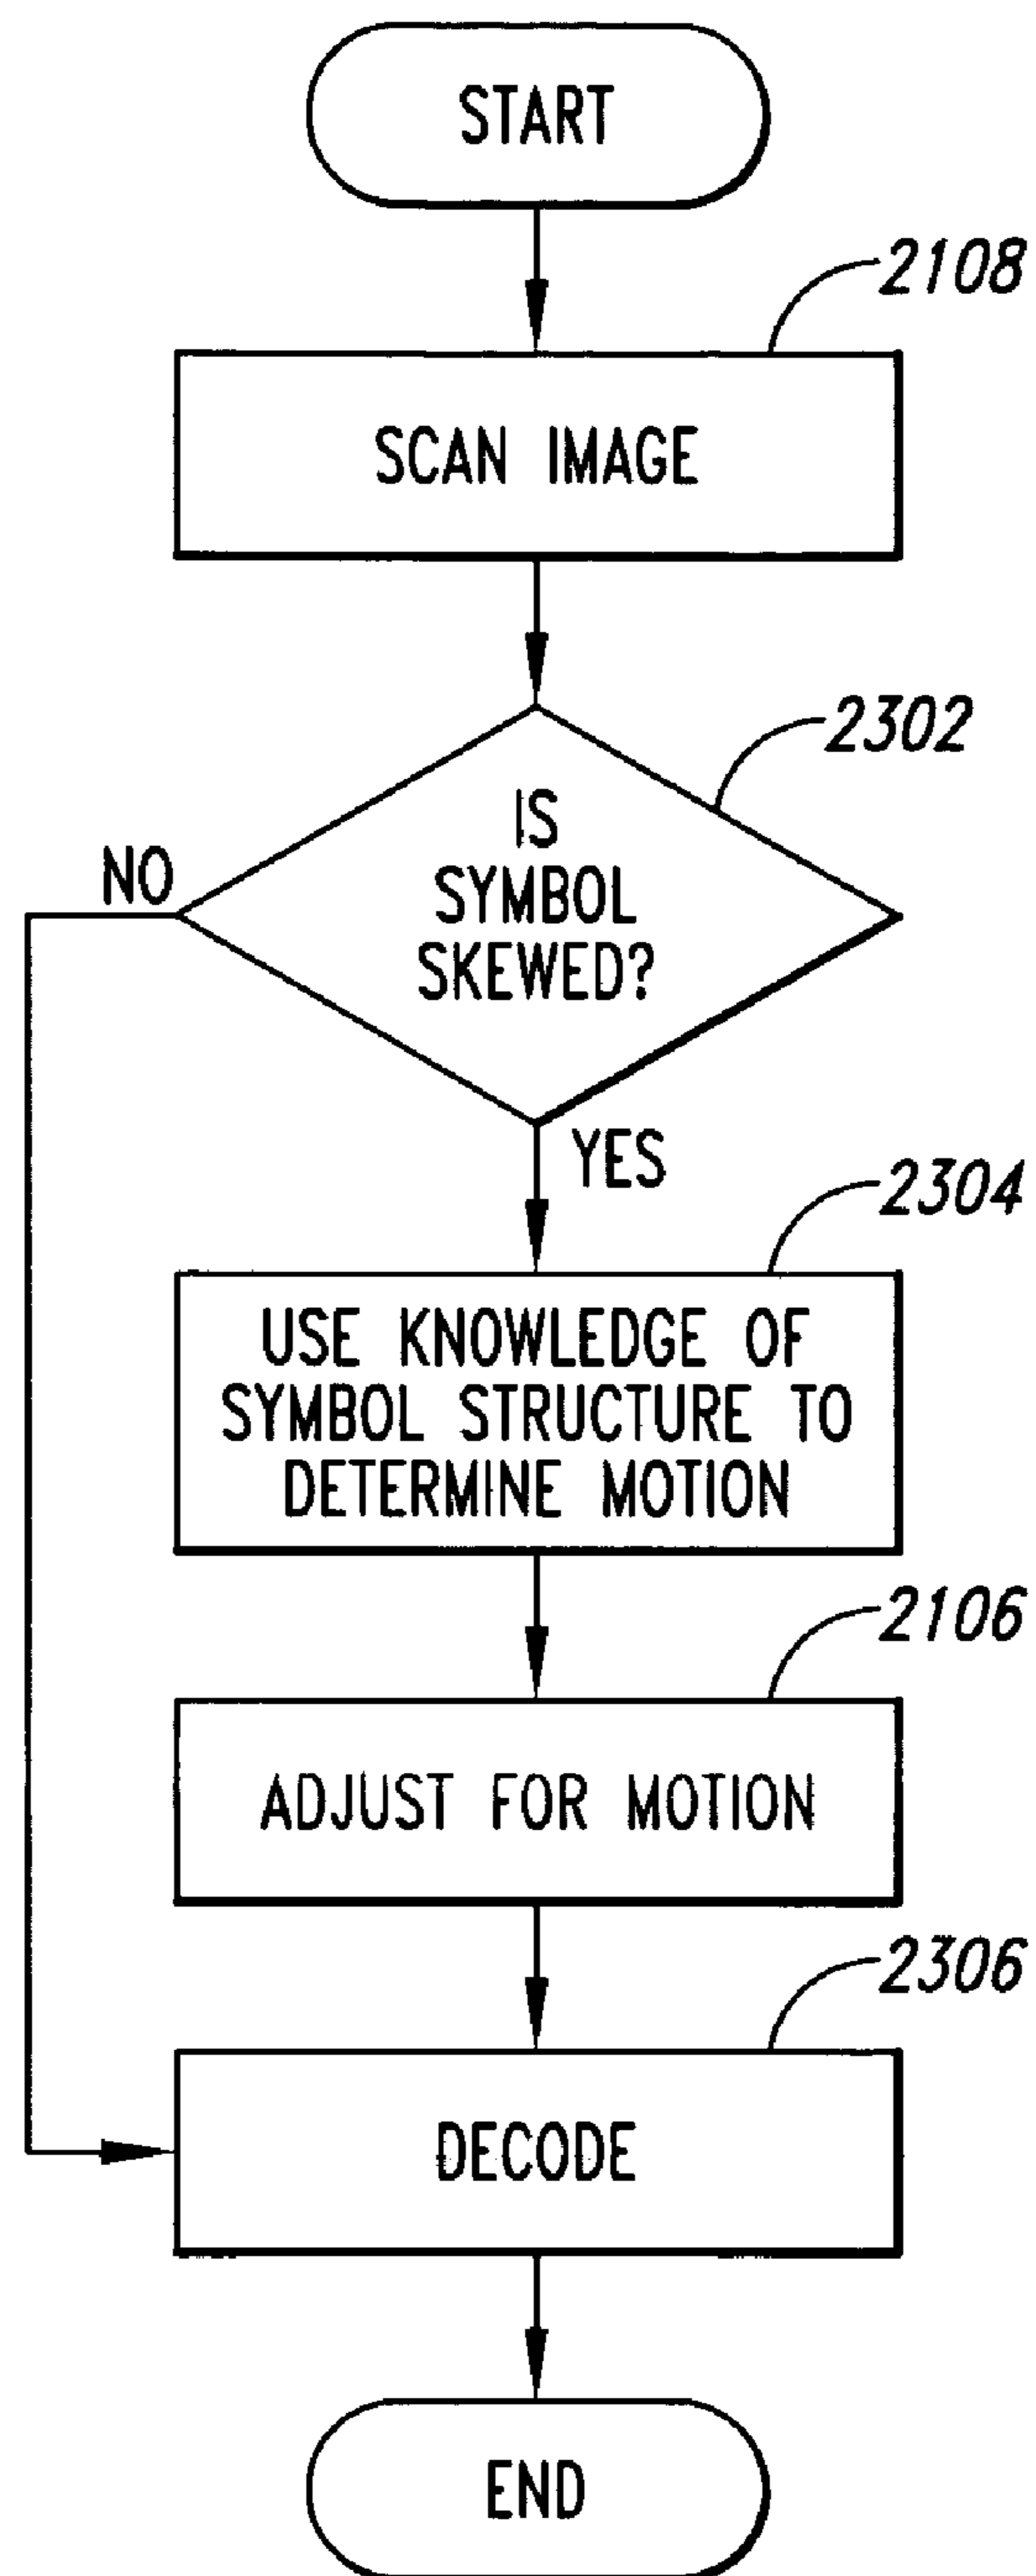 START
2108
SCAN IMAGE
2302
IS
SYMBOL
SKEWED?
NO
YES
2304
USE KNOWLEDGE OF
SYMBOL STRUCTURE TO
DETERMINE MOTION
2106
ADJUST FOR MOTION
2306
DECODE
END